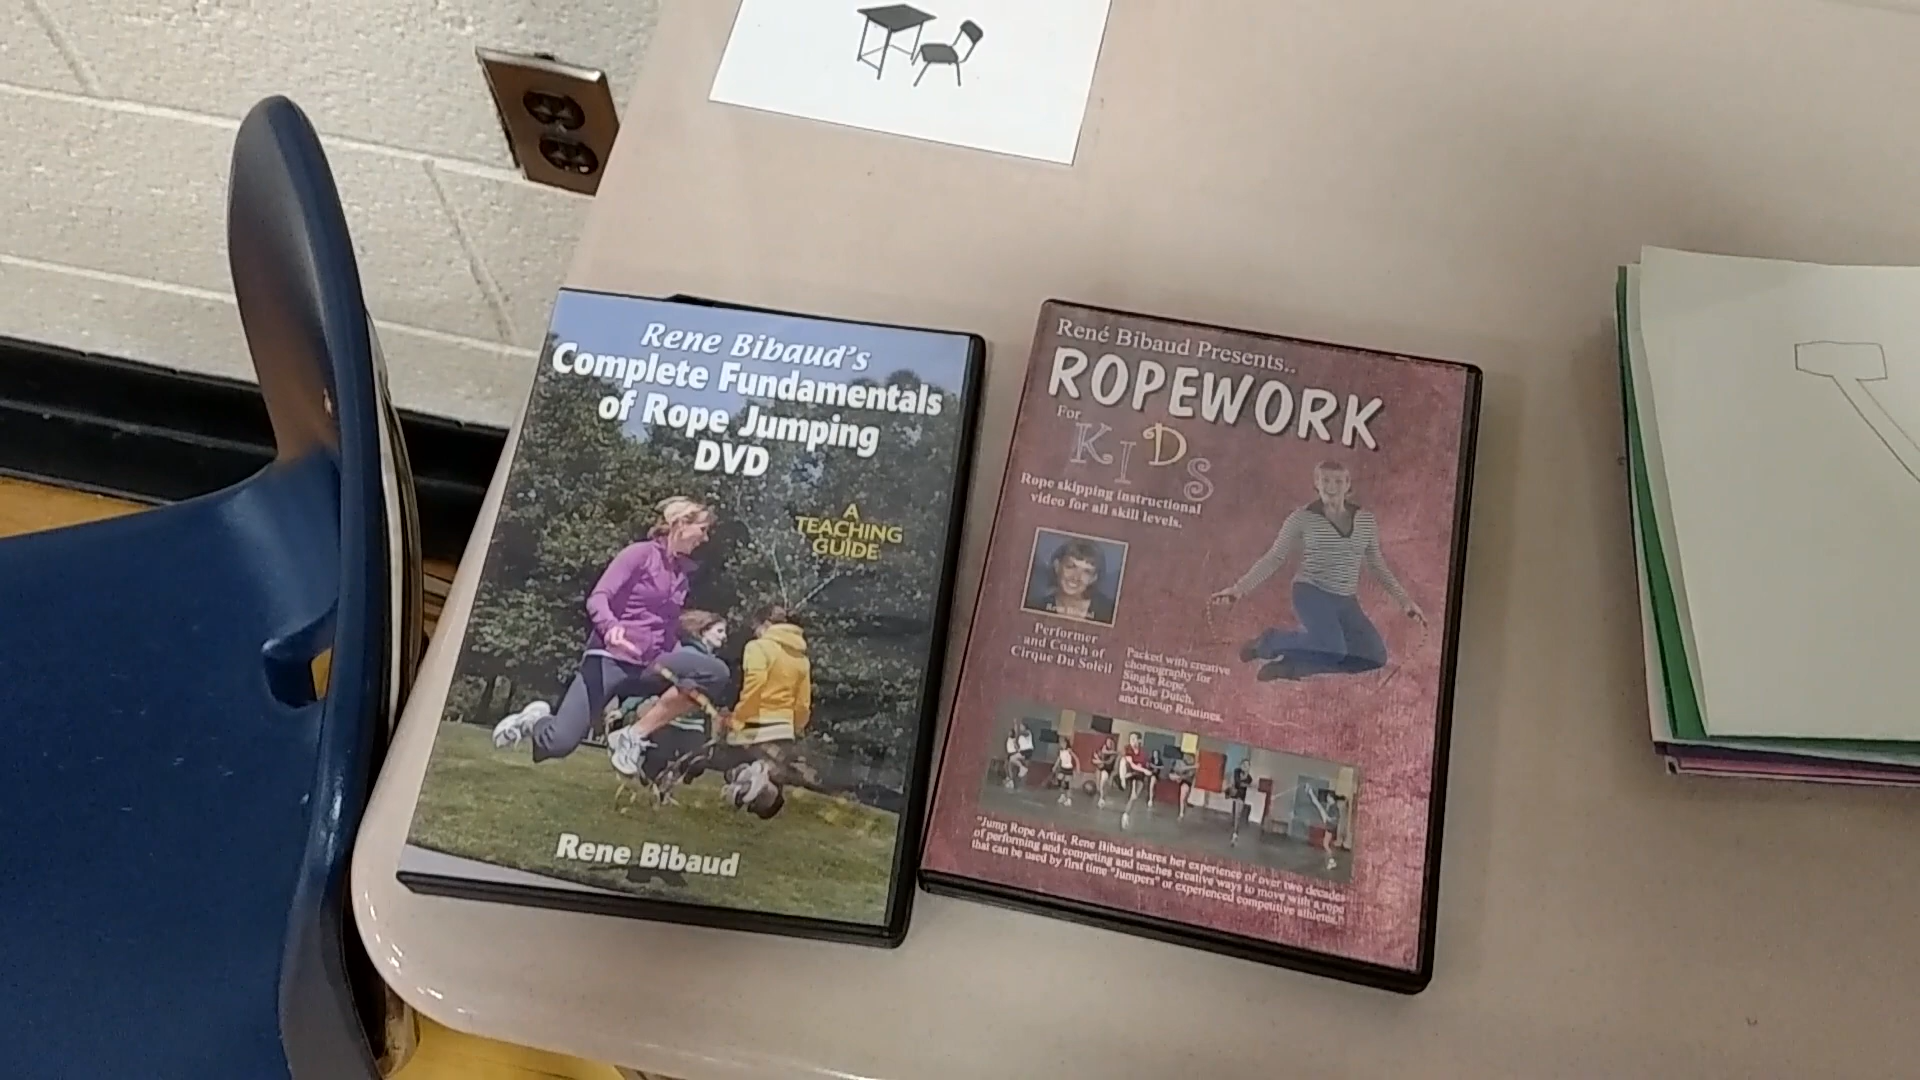 Rene Bibaud's
Complete Fundamentals
of Rope Jumping
DVD
A
TEACHING
GUIDE
Rene Bibaud
René Bibaud Presents..
ROPEWORK
For
KIDS
Rope skipping instructional
video for all skill levels.
Rene Bibaud
Performer
and Coach of
Cirque Du Soleil
Packed with creative
choreography for
Single Rope,
Double Dutch,
and Group Routines.
"Jump Rope Artist, Rene Bibaud shares her experience of over two decades
of performing and competing and teaches creative ways to move with a rope
that can be used by first time "Jumpers" or experienced competitive athletes."